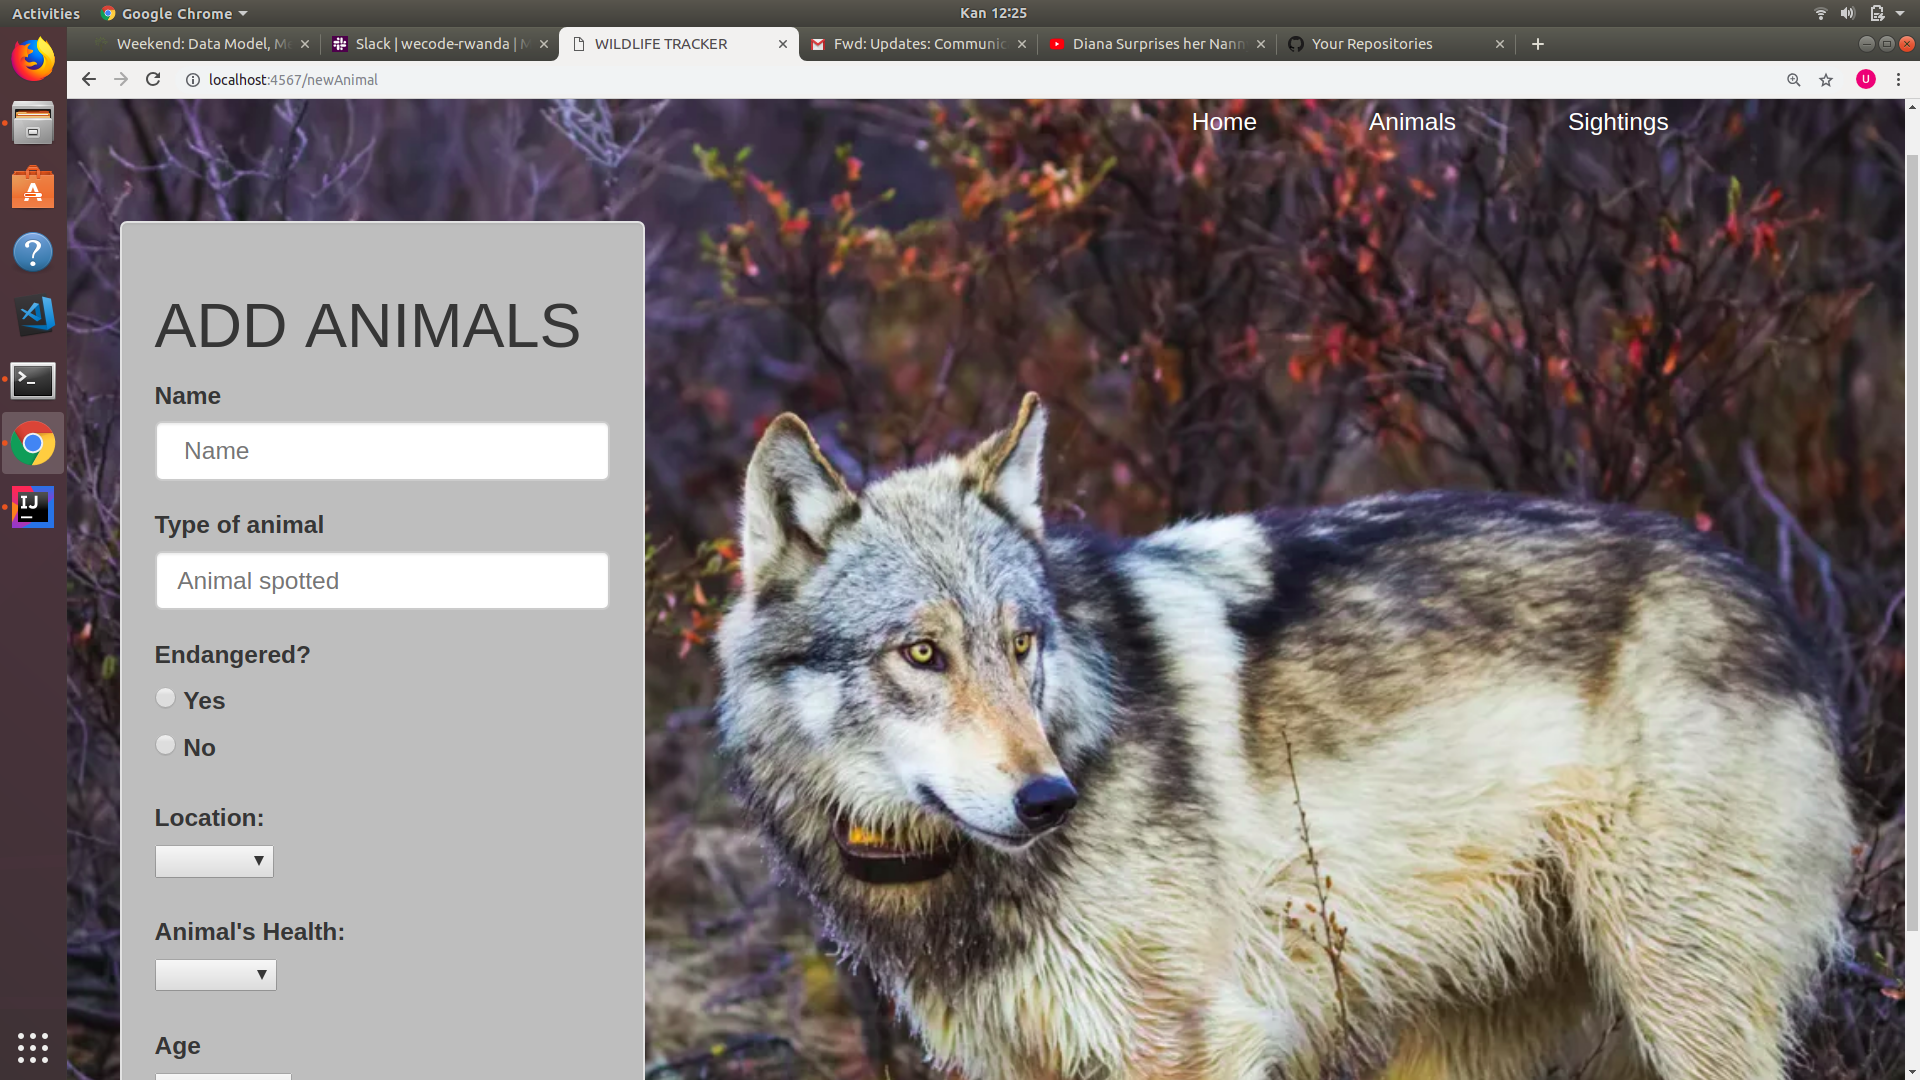 Activities Google Chrome Kan 12:25
Weekend: Data Model, M Slack | wecode-rwanda | WILDLIFE TRACKER Fwd: Updates: Communic Diana Surprises her Nann Your Repositories
localhost:4567/newAnimal U
Home Animals Sightings
ADD ANIMALS
Name
Name
Type of animal
Animal spotted
Endangered?
Yes
No
Location:
Animal's Health:
Age
IJ